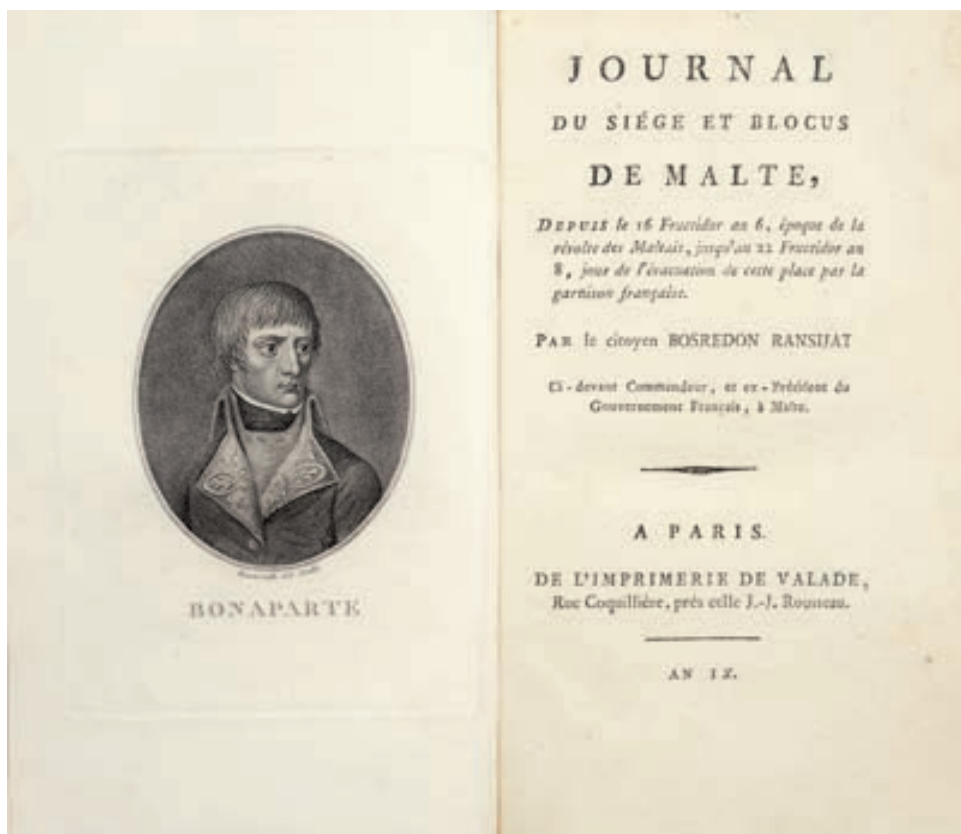 BONAPARTE
JOURNAL
DU SIÉGE ET BLOCUS
DE MALTE,
DEPUIS le 16 Fructidor an 6, époque de la
révolte des Maltais, jusqu'au 22 Fructidor an
8, jour de l'évacuation de cette place par la
garnison française.
PAR le citoyen BOSREDON RANSIJAT
Ci-devant Commandeur, et ex-Président du
Gouvernement Français, à Malte.
A PARIS.
DE L'IMPRIMERIE DE VALADE,
Rue Coquillière, près celle J.-J. Rousseau.
AN IX.